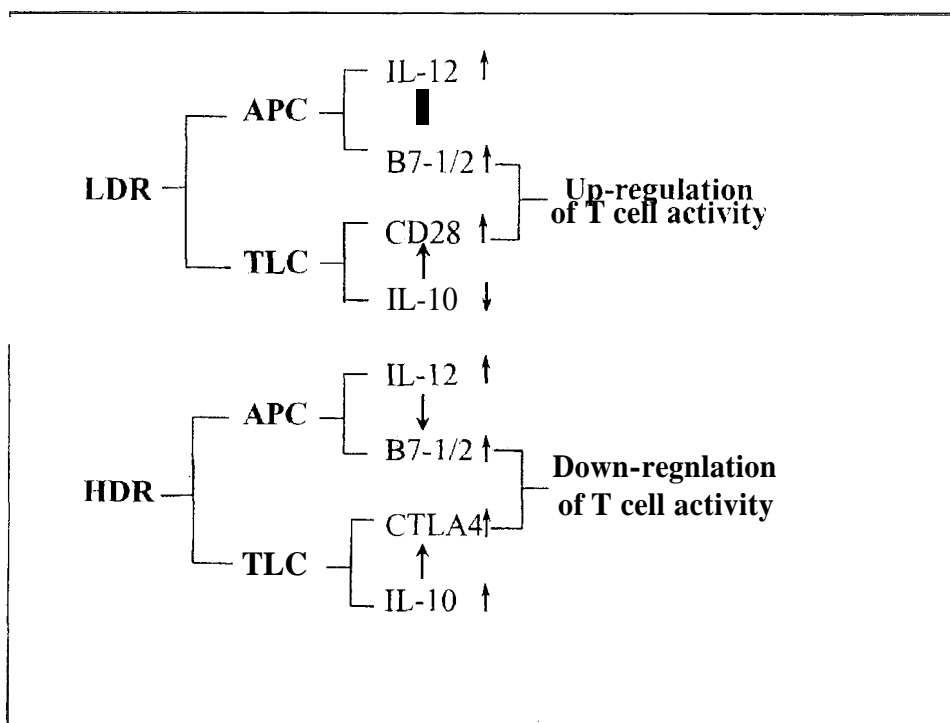 IL-12 ↑
APC
B7-1/2 ↑
LDR
Up-regulation
of T cell activity
CD28 ↑
TLC
IL-10 ↓
IL-12 ↑
APC
B7-1/2 ↑
HDR
Down-regnlation
of T cell activity
CTLA4 ↑
TLC
IL-10 ↑